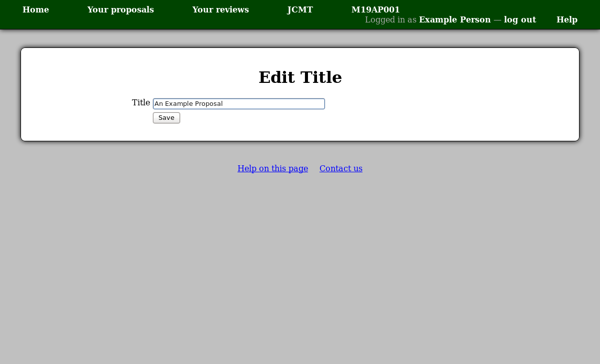 Home Your proposals Your reviews JCMT M19AP001
Logged in as Example Person — log out Help
Edit Title
Title An Example Proposal
Save
Help on this page Contact us